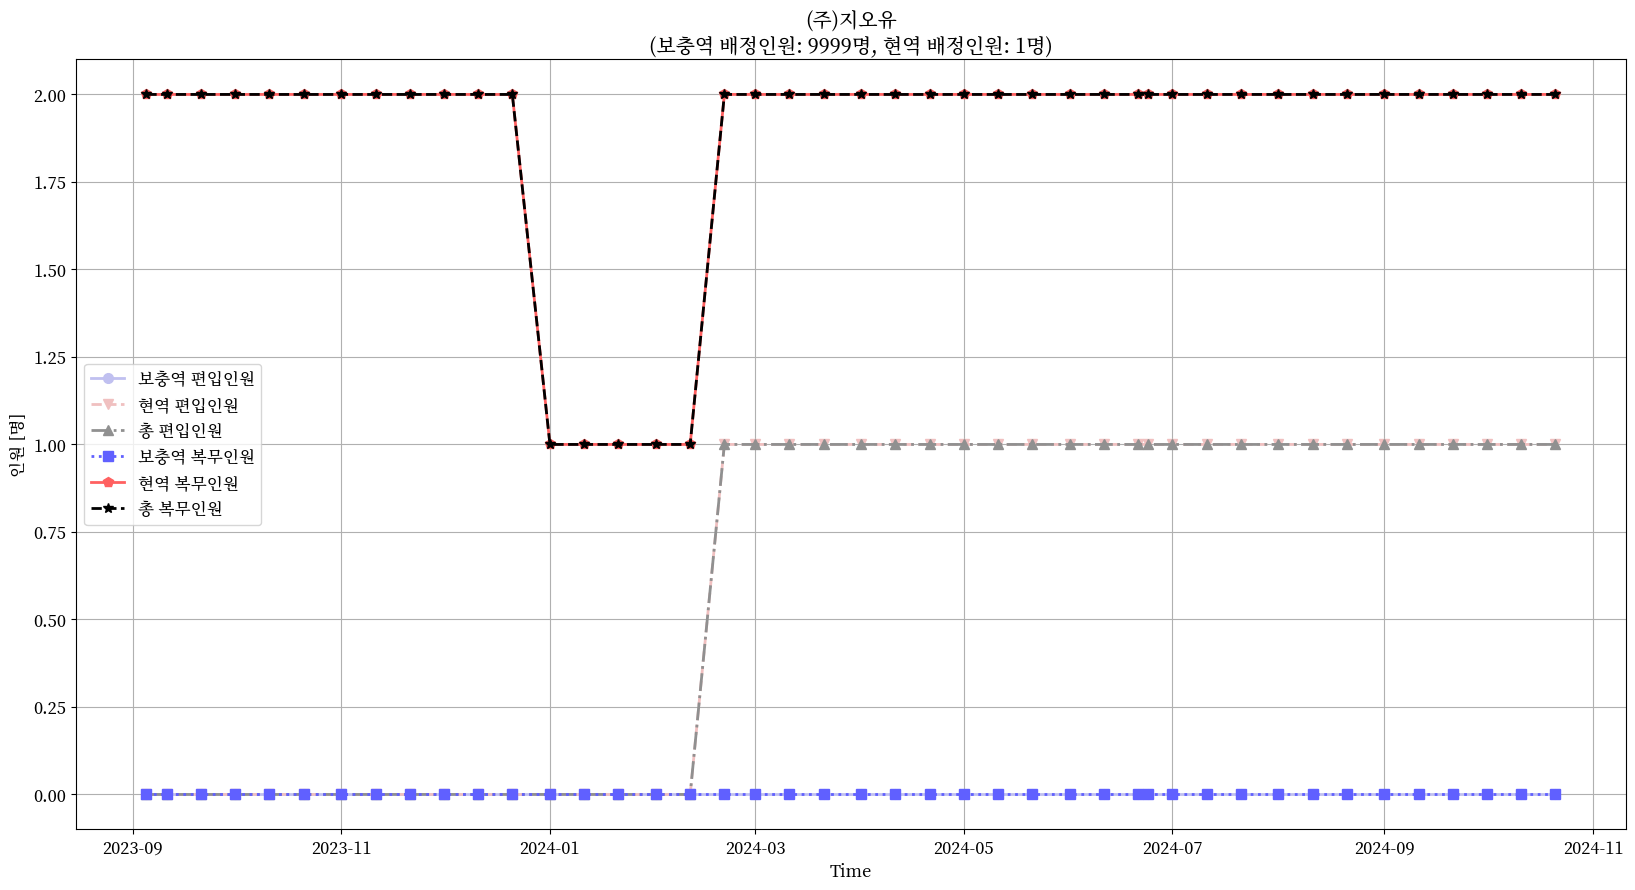 (주)지오유
(보충역 배정인원: 9999명, 현역 배정인원: 1명)
2.00
1.75
1.50
1.25
1.00
0.75
0.50
0.25
0.00
인원 [명]
보충역 편입인원
현역 편입인원
총 편입인원
보충역 복무인원
현역 복무인원
총 복무인원
2023-09
2023-11
2024-01
2024-03
2024-05
2024-07
2024-09
2024-11
Time